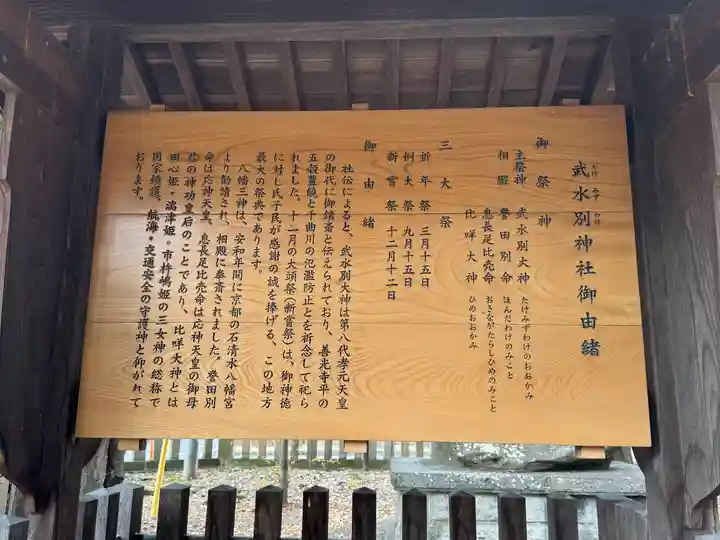 武水別神社御由緒
たけみずわけ
御祭神
主祭神 武水別大神 たけみずわけのおおかみ
相殿 誉田別命 ほんだわけのみこと
息長足比売命 おきながたらしひめのみこと
比咩大神 ひめおおかみ
三大祭
祈年祭 三月十五日
例大祭 九月十五日
新嘗祭 十二月十二日
御由緒
社伝によると、武水別大神は第八代孝元天皇
の御代に御鎮斎と伝えられており、善光寺平の
五穀豊饒と千曲川の氾濫防止とを祈念して祀ら
れました。十二月の大頭祭(新嘗祭)は、御神徳
に対し氏子民が感謝の誠を捧げる、この地方
最大の祭典であります。
八幡三神は、安和年間に京都の石清水八幡宮
より勧請され、相殿に奉斎されました。誉田別
命は応神天皇、息長足比売命は応神天皇の御母
君の神功皇后のことであり、比咩大神とは
田心姫・湍津姫・市杵嶋姫の三女神の総称で
国家鎮護、航海・交通安全の守護神と仰がれて
おります。